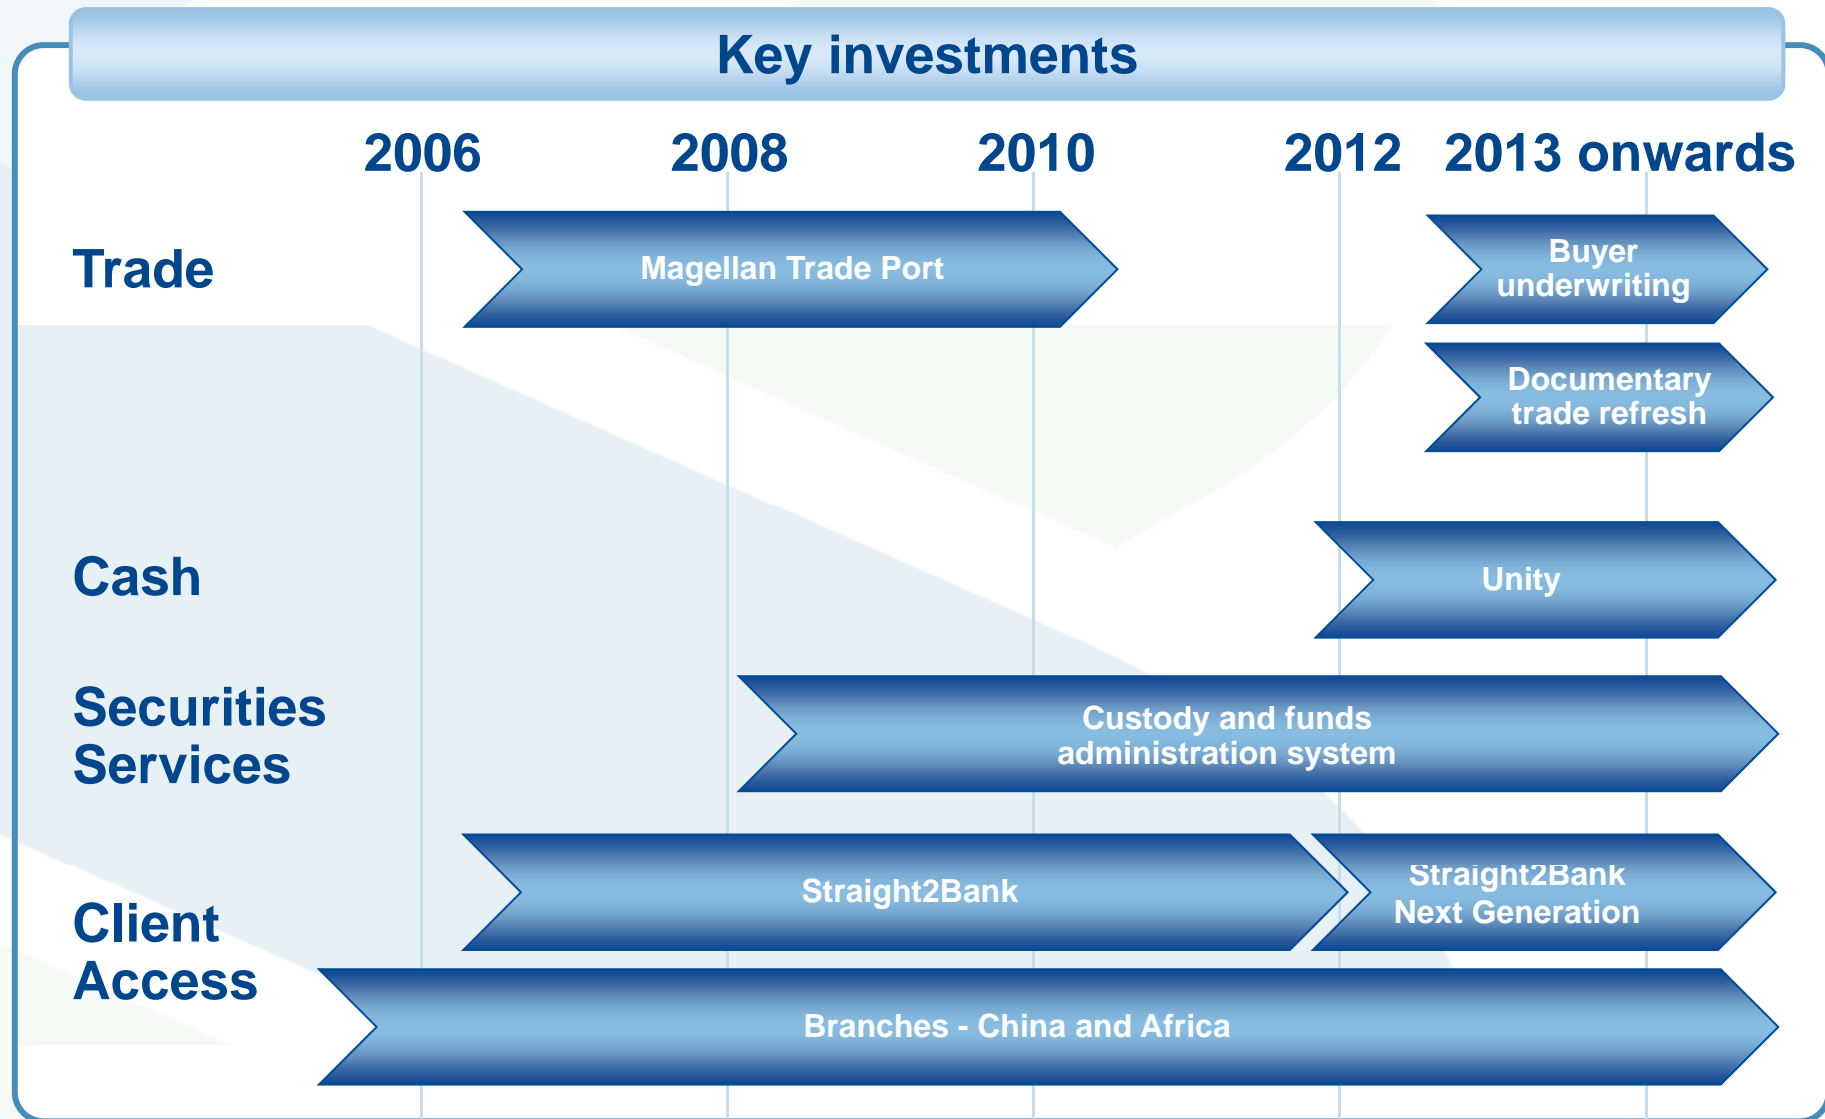 Key investments
2006 2008 2010 2012 2013 onwards
Trade
Magellan Trade Port
Buyer
underwriting
Documentary
trade refresh
Cash
Unity
Securities
Services
Custody and funds
administration system
Client
Access
Straight2Bank
Straight2Bank
Next Generation
Branches - China and Africa